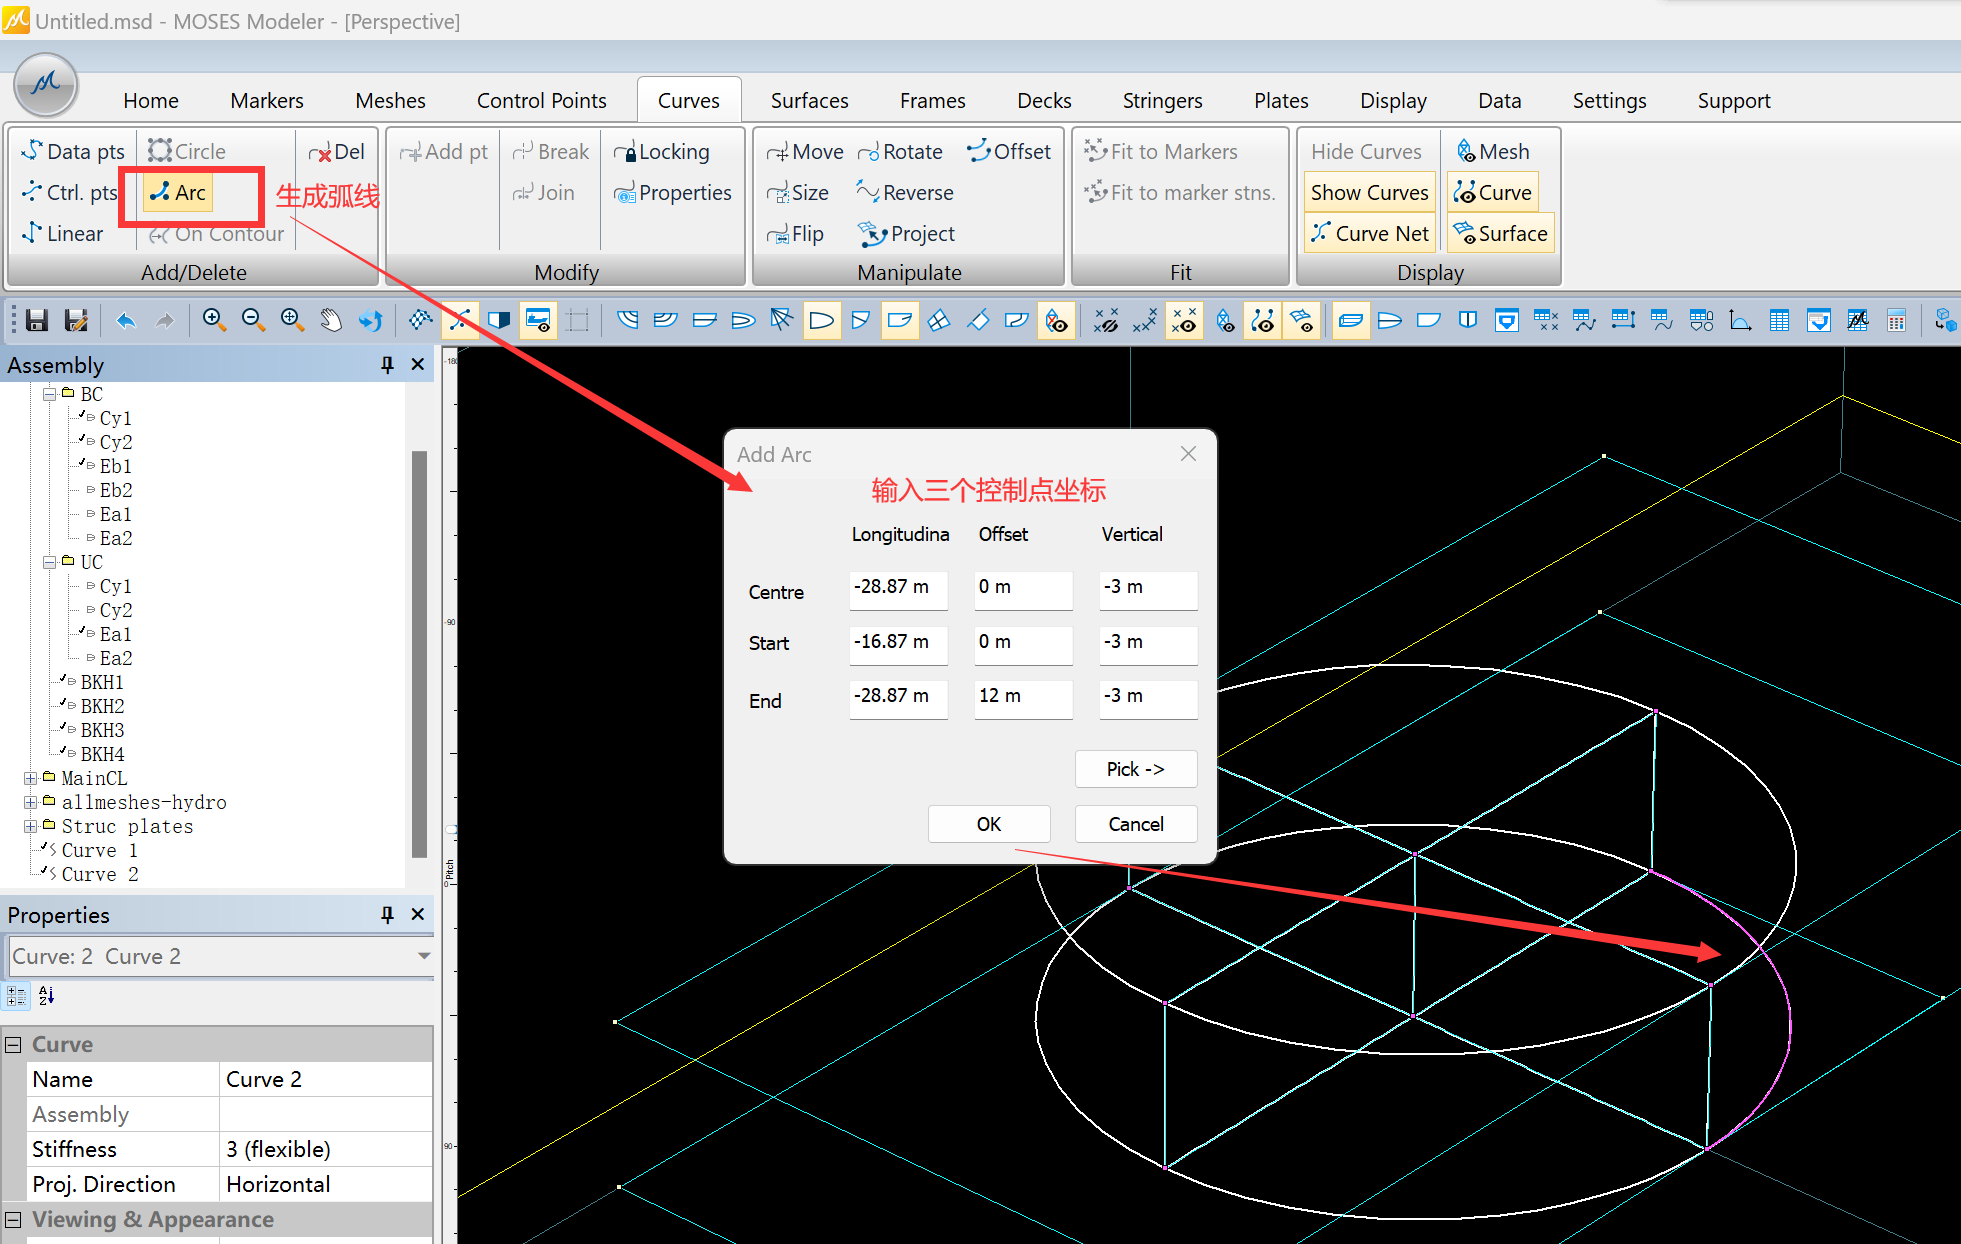 Untitled.msd - MOSES Modeler - [Perspective]
Home Markers Meshes Control Points Curves Surfaces Frames Decks Stringers Plates Display Data Settings Support
Data pts Circle Del Add pt Break Locking Move Rotate Offset Fit to Markers Hide Curves Mesh
Ctrl. pts Arc 生成弧线 Join Properties Size Reverse Fit to marker stns. Show Curves Curve
Linear On Contour Flip Project Curve Net Surface
Add/Delete Modify Manipulate Fit Display
Assembly
BC
Cy1
Cy2
Eb1
Eb2
Ea1
Ea2
UC
Cy1
Cy2
Ea1
Ea2
BKH1
BKH2
BKH3
BKH4
MainCL
allmeshes-hydro
Struc plates
Curve 1
Curve 2
Properties
Curve: 2 Curve 2
Curve
Name Curve 2
Assembly
Stiffness 3 (flexible)
Proj. Direction Horizontal
Viewing & Appearance
-180
-90
0
Pitch
90
Add Arc
输入三个控制点坐标
Longitudina Offset Vertical
Centre -28.87 m 0 m -3 m
Start -16.87 m 0 m -3 m
End -28.87 m 12 m -3 m
Pick ->
OK Cancel